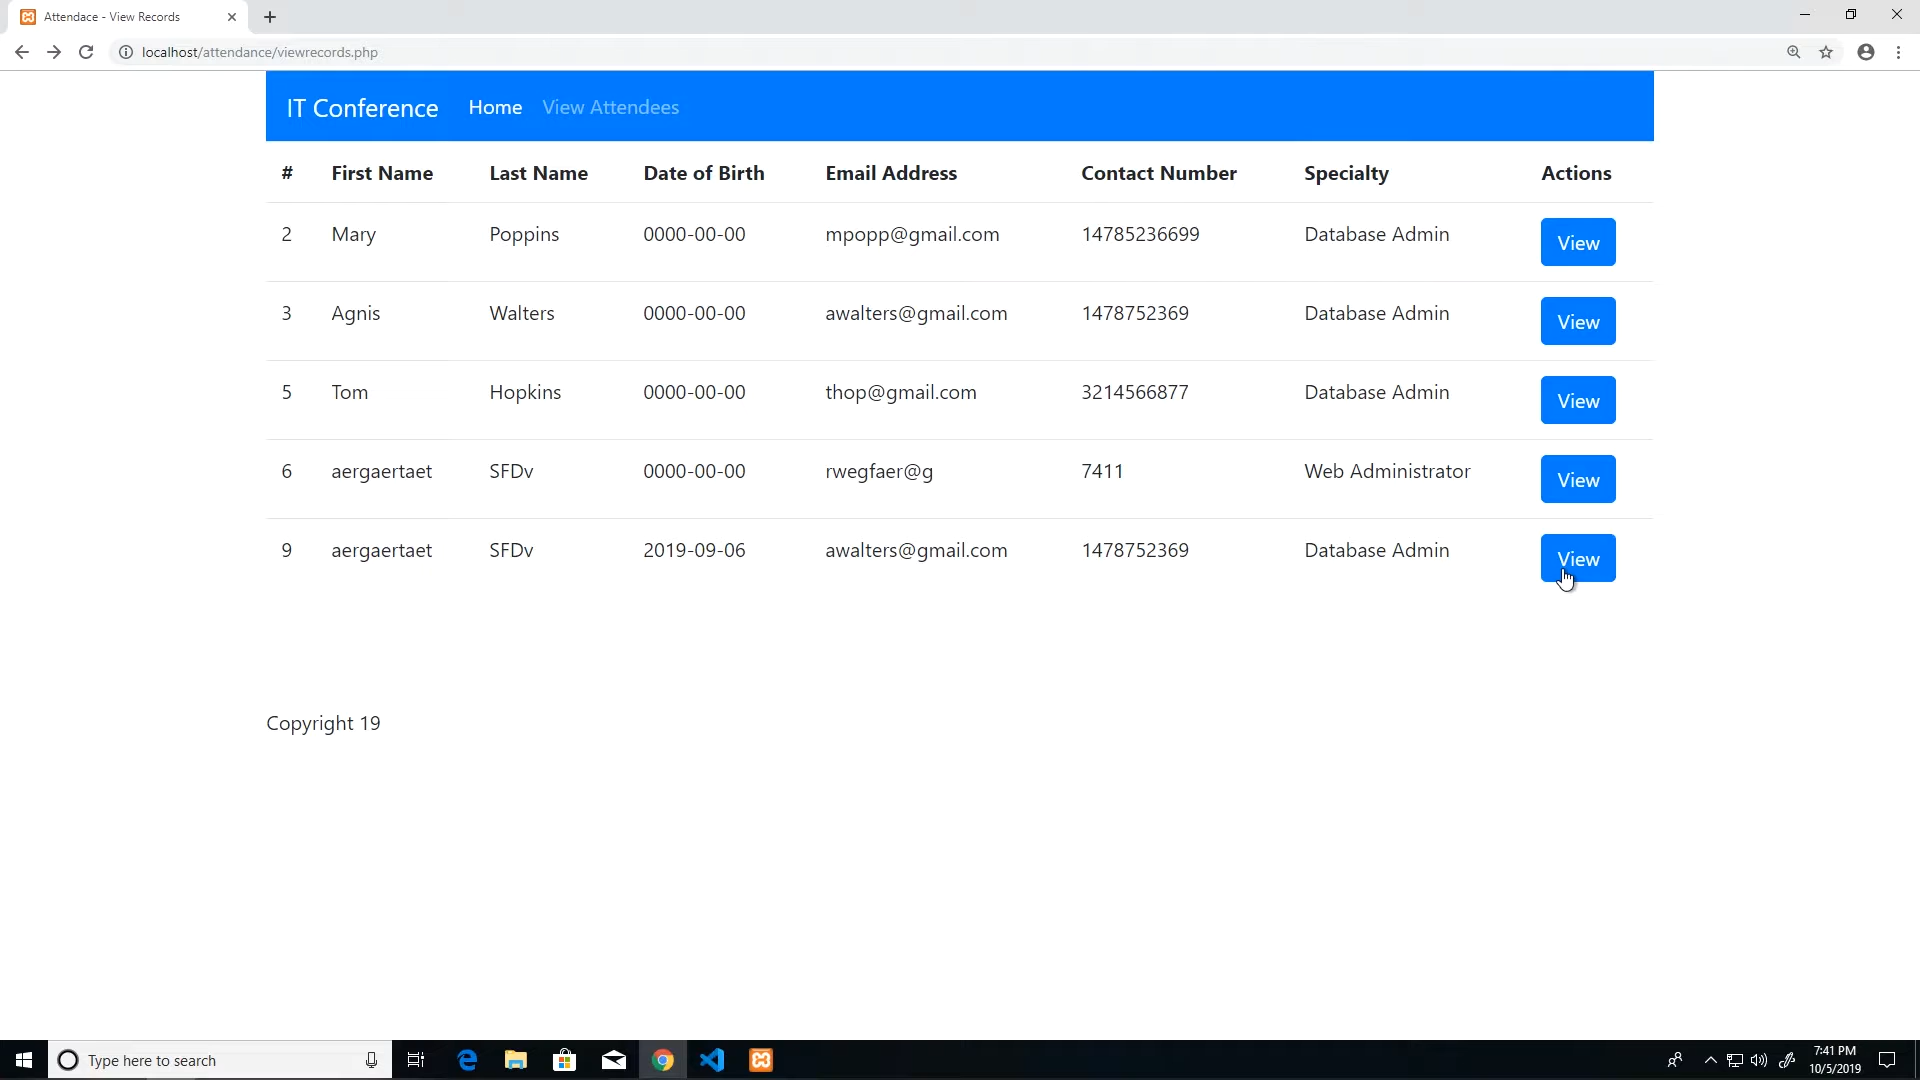 Attendace - View Records
localhost/attendance/viewrecords.php
IT Conference Home View Attendees
# First Name Last Name Date of Birth Email Address Contact Number Specialty Actions
2 Mary Poppins 0000-00-00 mpopp@gmail.com 14785236699 Database Admin View
3 Agnis Walters 0000-00-00 awalters@gmail.com 1478752369 Database Admin View
5 Tom Hopkins 0000-00-00 thop@gmail.com 3214566877 Database Admin View
6 aergaertaet SFDv 0000-00-00 rwegfaer@g 7411 Web Administrator View
9 aergaertaet SFDv 2019-09-06 awalters@gmail.com 1478752369 Database Admin View
Copyright 19
Type here to search
7:41 PM
10/5/2019